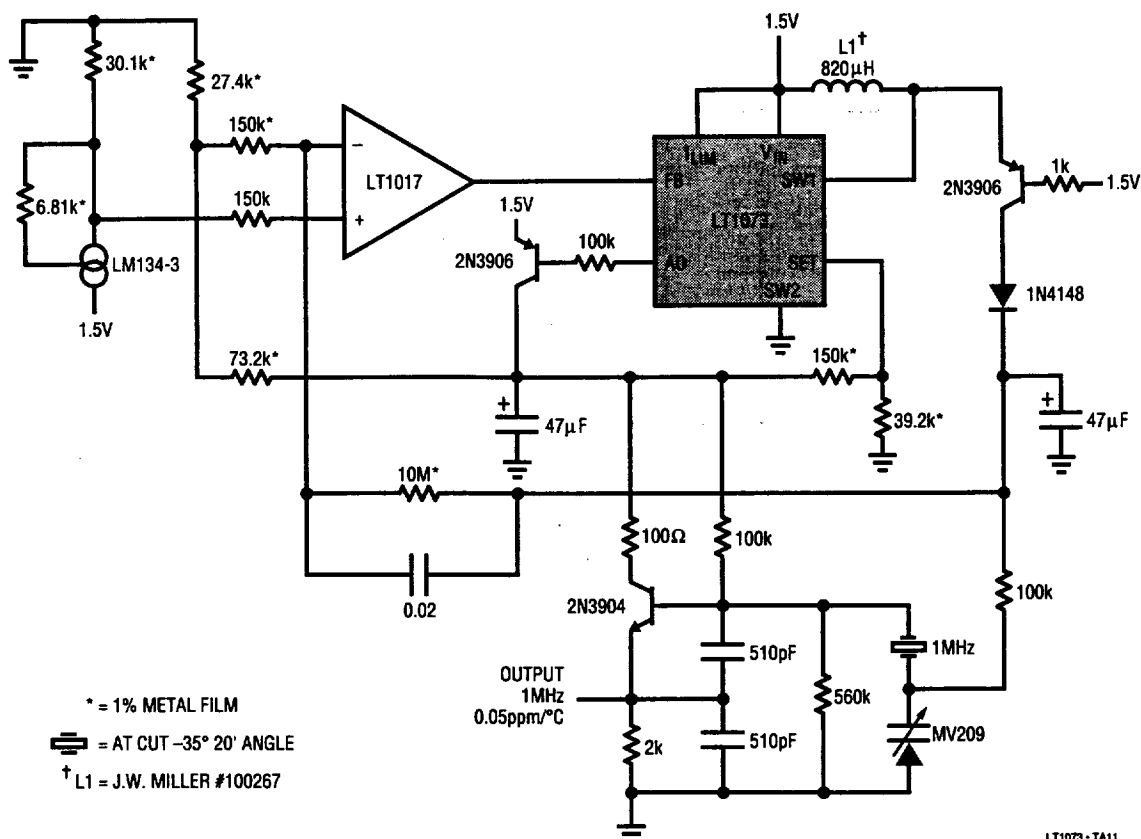 1.5V
L1†
820µH
30.1k*
27.4k*
150k*
−
LT1017
ILIM
VIN
FB
SW1
2N3906
1k
1.5V
6.81k*
150k
+
1.5V
LT1073
100k
2N3906
AO
SET
LM134-3
SW2
1N4148
1.5V
73.2k*
150k*
+
47µF
39.2k*
+
47µF
10M*
100Ω
100k
0.02
2N3904
100k
510pF
1MHz
OUTPUT
1MHz
0.05ppm/°C
560k
* = 1% METAL FILM
= AT CUT –35° 20' ANGLE
2k
510pF
MV209
† L1 = J.W. MILLER #100267
LT1073 • TA11